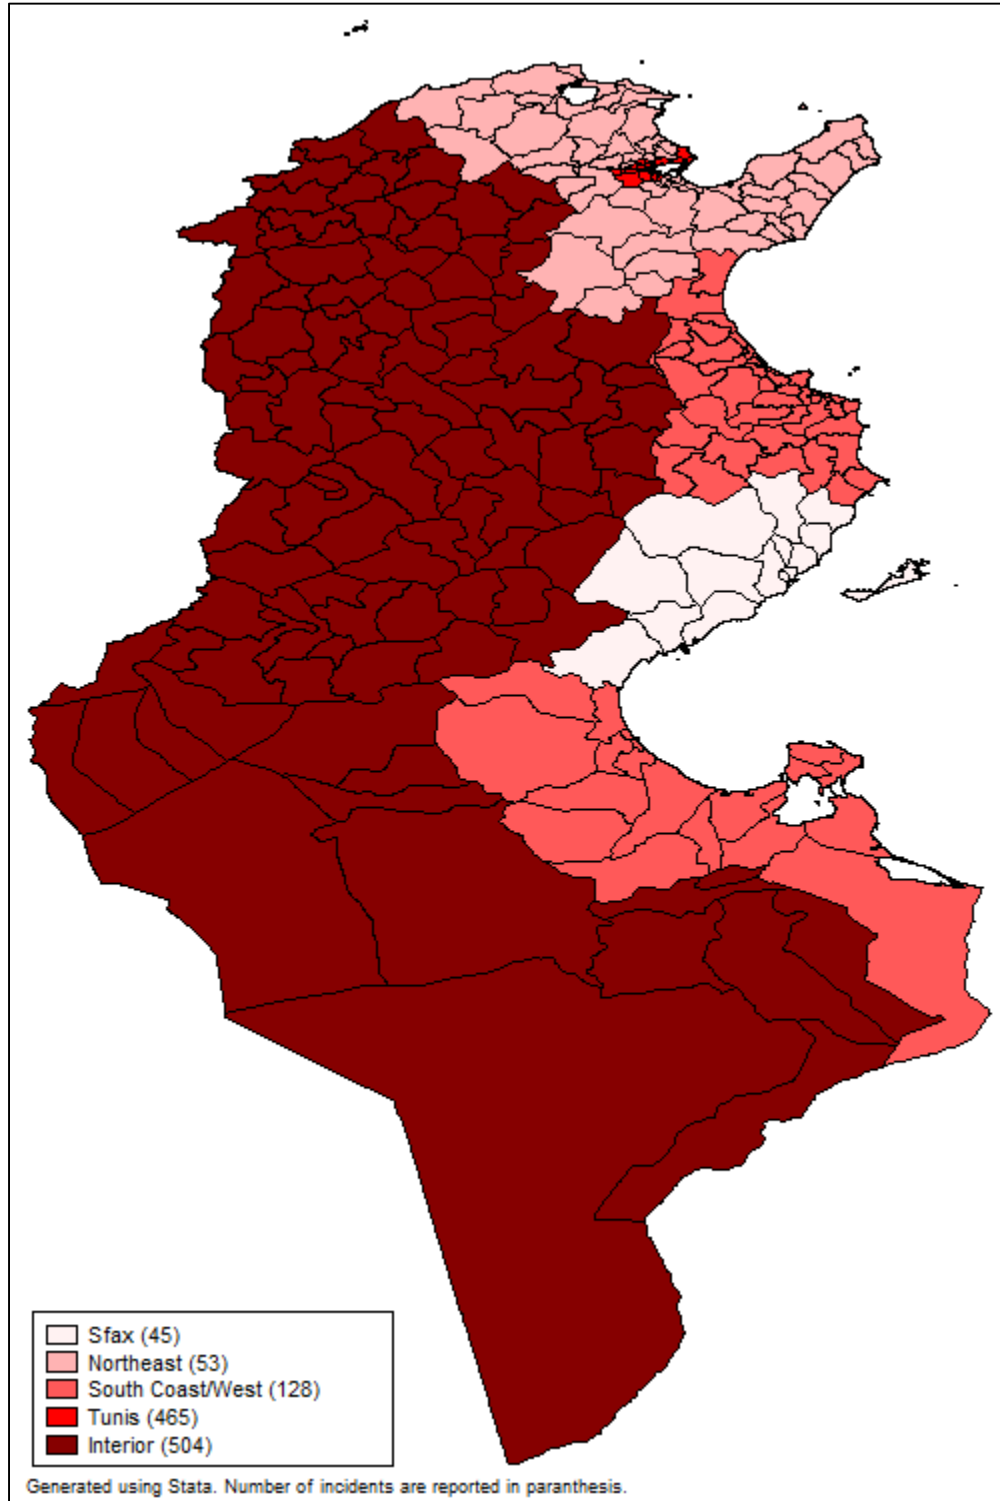 Sfax (45)
Northeast (53)
South Coast/West (128)
Tunis (465)
Interior (504)
Generated using Stata. Number of incidents are reported in paranthesis.